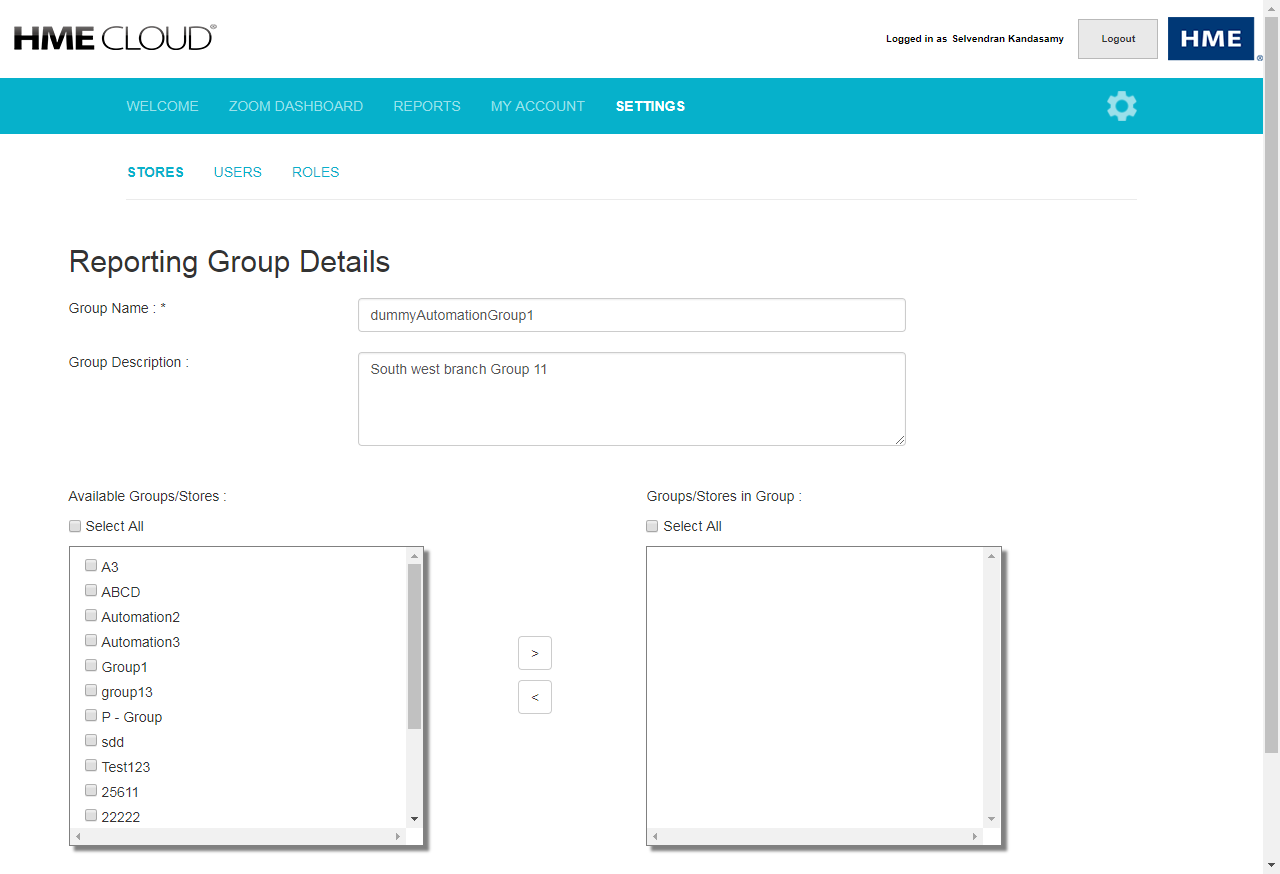 HME CLOUD®
Logged in as Selvendran Kandasamy
Logout
HME®
WELCOME ZOOM DASHBOARD REPORTS MY ACCOUNT SETTINGS
STORES USERS ROLES
Reporting Group Details
Group Name : *
dummyAutomationGroup1
Group Description :
South west branch Group 11
Available Groups/Stores :
Select All
A3
ABCD
Automation2
Automation3
Group1
group13
P - Group
sdd
Test123
25611
22222
>
<
Groups/Stores in Group :
Select All